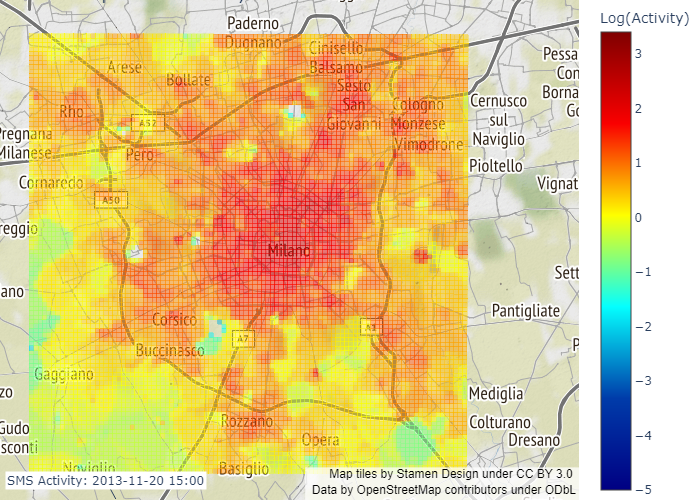 Paderno
Dugnano
Cinisello
Balsamo
Arese
Bollate
Sesto
San
Giovanni
Cologno
Monzese
Vimodrone
Rho
A52
Pero
Pregnana
Milanese
Cornaredo
A50
reggio
Milano
ano
Corsico
Buccinasco
A7
A1
Gaggiano
zo
Gudo
sconti
Rozzano
Opera
Noviglio
Basiglio
Pessa
Con
Borna
Go
Cernusco
sul
Naviglio
Pioltello
Vignat
Sett
Pantigliate
P
Mediglia
Colturano
Dresano
SMS Activity: 2013-11-20 15:00
Map tiles by Stamen Design under CC BY 3.0
Data by OpenStreetMap contributors under ODbL
Log(Activity)
3
2
1
0
−1
−2
−3
−4
−5